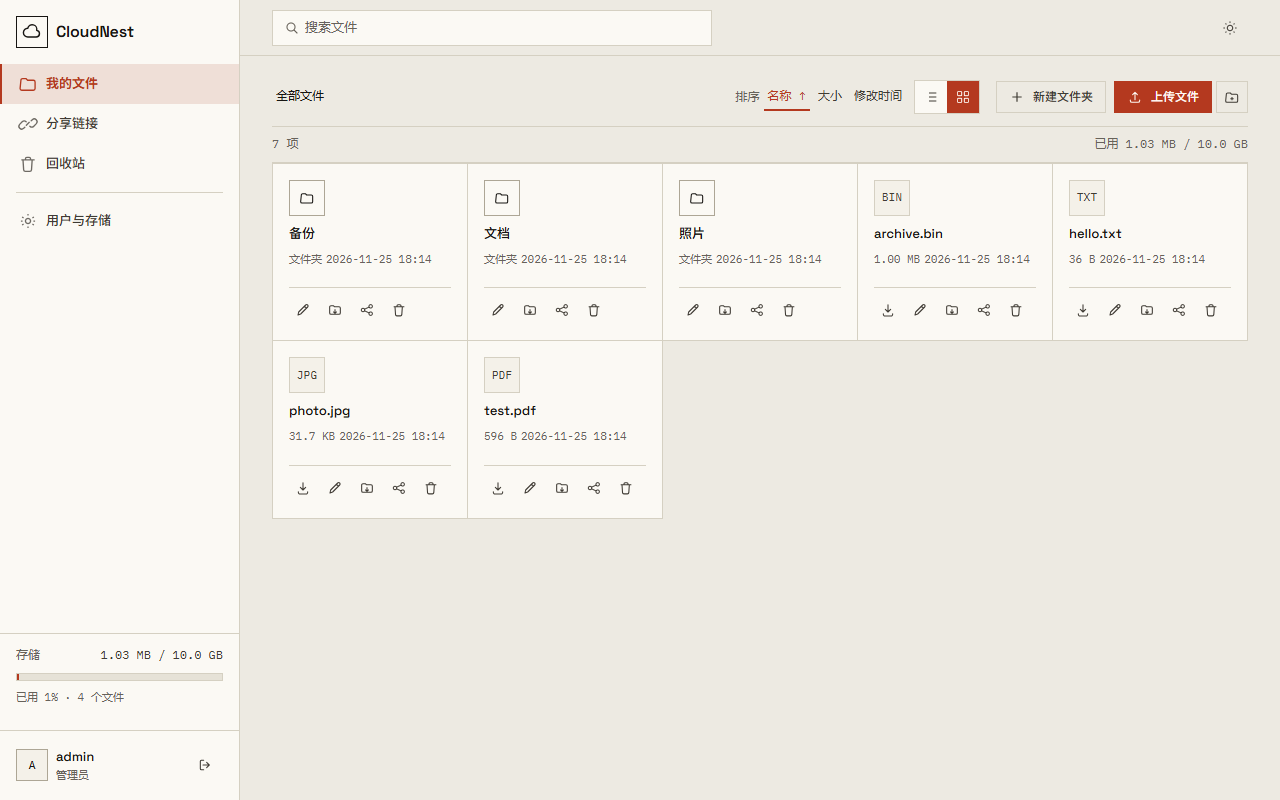 CloudNest
搜索文件
我的文件
分享链接
回收站
用户与存储
全部文件
排序 名称 ↑ 大小 修改时间
新建文件夹
上传文件
7 项
已用 1.03 MB / 10.0 GB
备份
文件夹 2026-11-25 18:14
文档
文件夹 2026-11-25 18:14
照片
文件夹 2026-11-25 18:14
BIN
archive.bin
1.00 MB 2026-11-25 18:14
TXT
hello.txt
36 B 2026-11-25 18:14
JPG
photo.jpg
31.7 KB 2026-11-25 18:14
PDF
test.pdf
596 B 2026-11-25 18:14
存储 1.03 MB / 10.0 GB
已用 1% · 4 个文件
A
admin
管理员